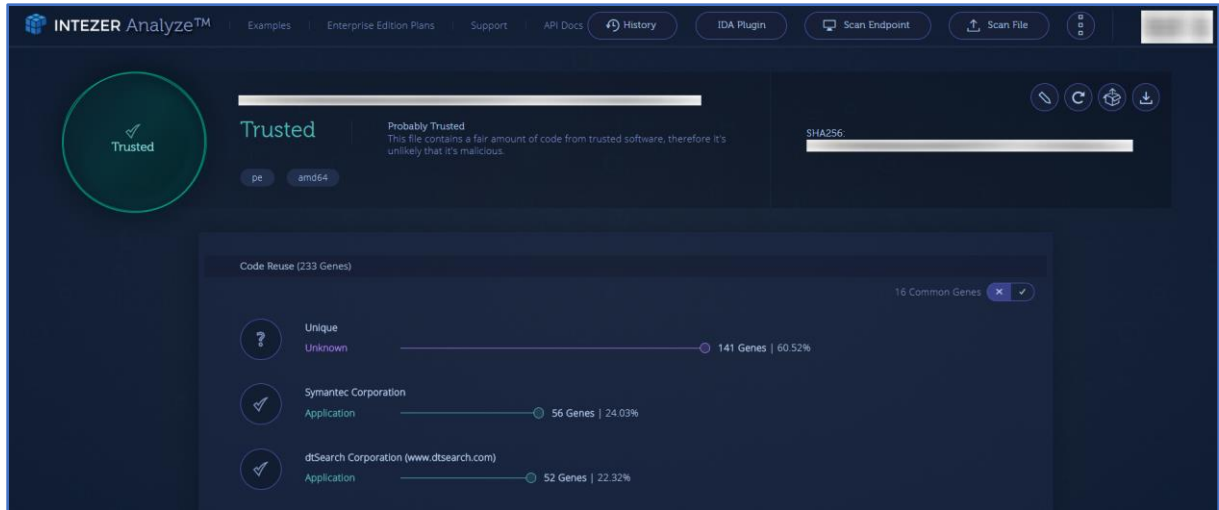 INTEZER Analyze™ Examples Enterprise Edition Plans Support API Docs History IDA Plugin Scan Endpoint Scan File
Trusted
Trusted
Probably Trusted
This file contains a fair amount of code from trusted software, therefore it's
unlikely that it's malicious.
pe amd64
SHA256:
Code Reuse (233 Genes)
16 Common Genes
Unique
Unknown 141 Genes | 60.52%
Symantec Corporation
Application 56 Genes | 24.03%
dtSearch Corporation (www.dtsearch.com)
Application 52 Genes | 22.32%